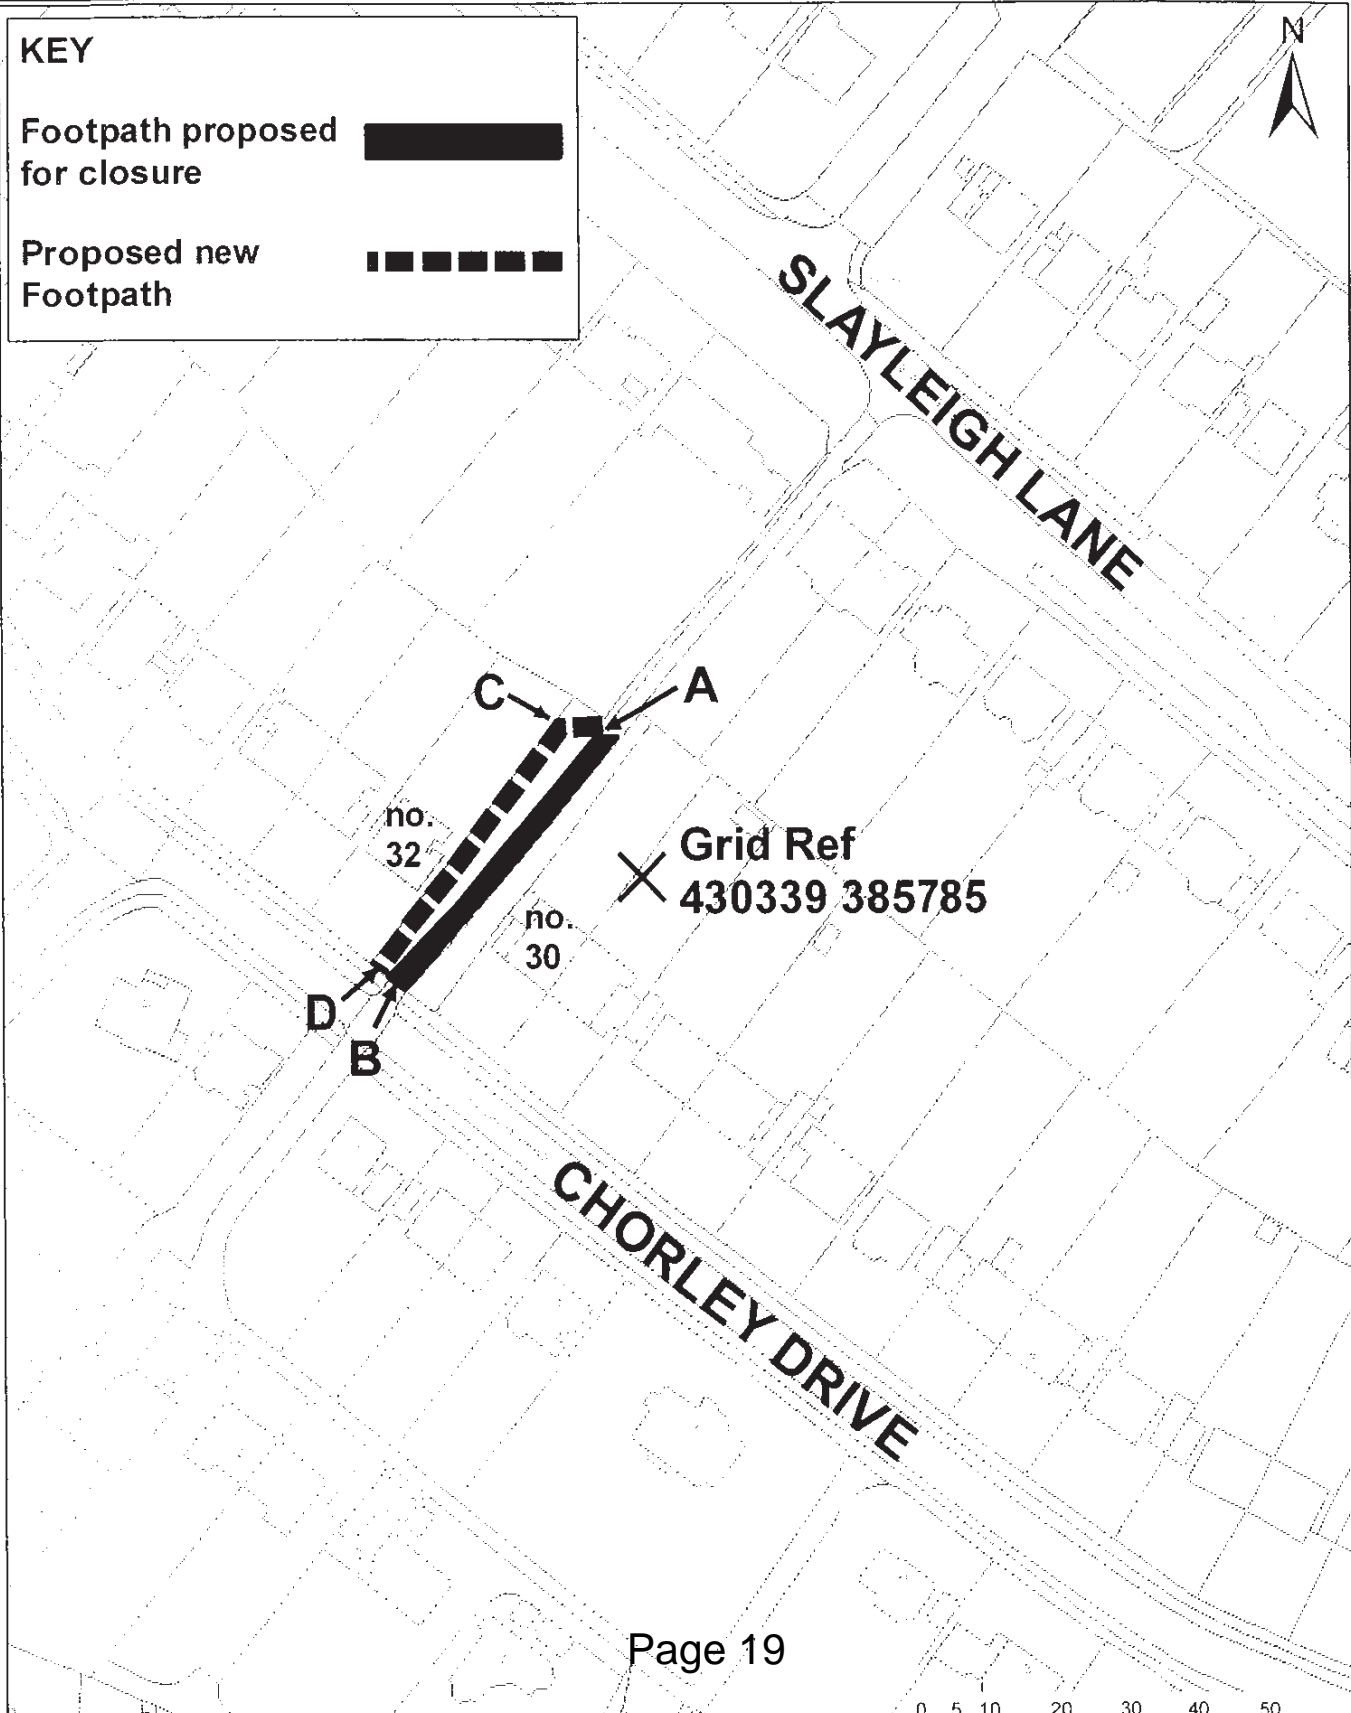 KEY
Footpath proposed
for closure
Proposed new
Footpath
N
SLAYLEIGH LANE
C
A
no.
32
Grid Ref
430339 385785
no.
30
D
B
CHORLEY DRIVE
Page 19
0 5 10 20 30 40 50